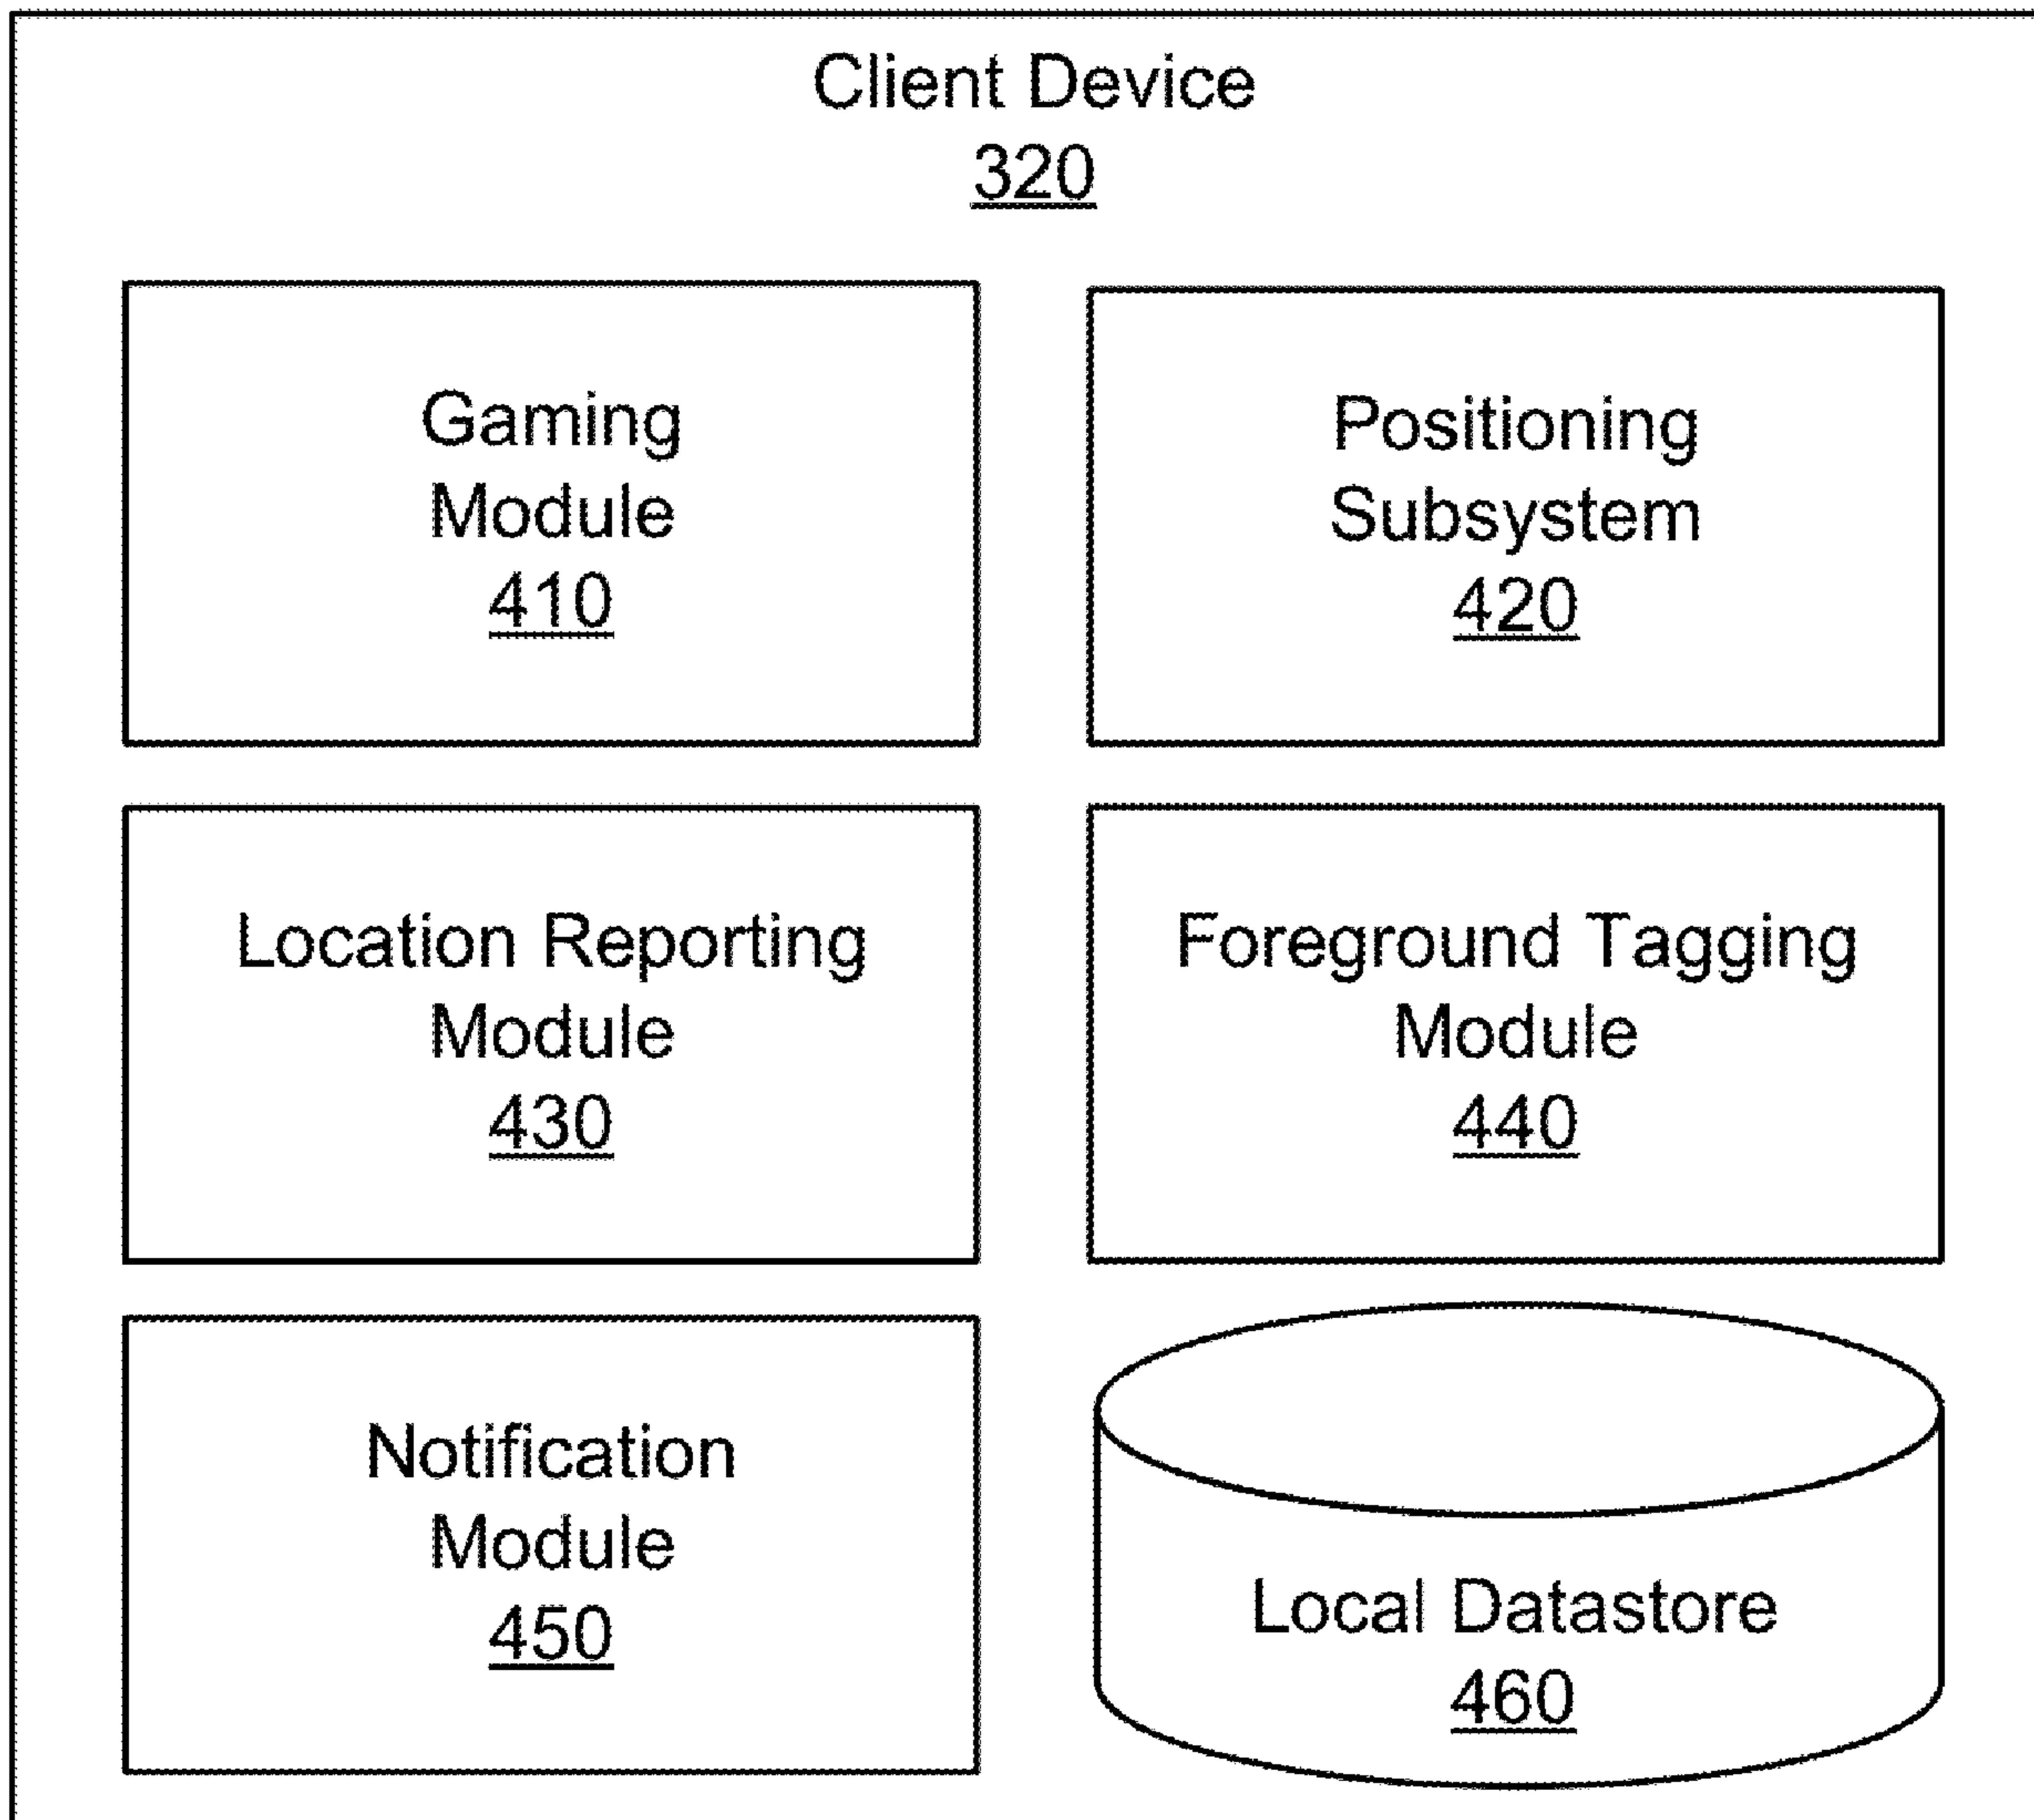 Client Device
320
Gaming
Module
410
Positioning
Subsystem
420
Location Reporting
Module
430
Foreground Tagging
Module
440
Notification
Module
450
Local Datastore
460